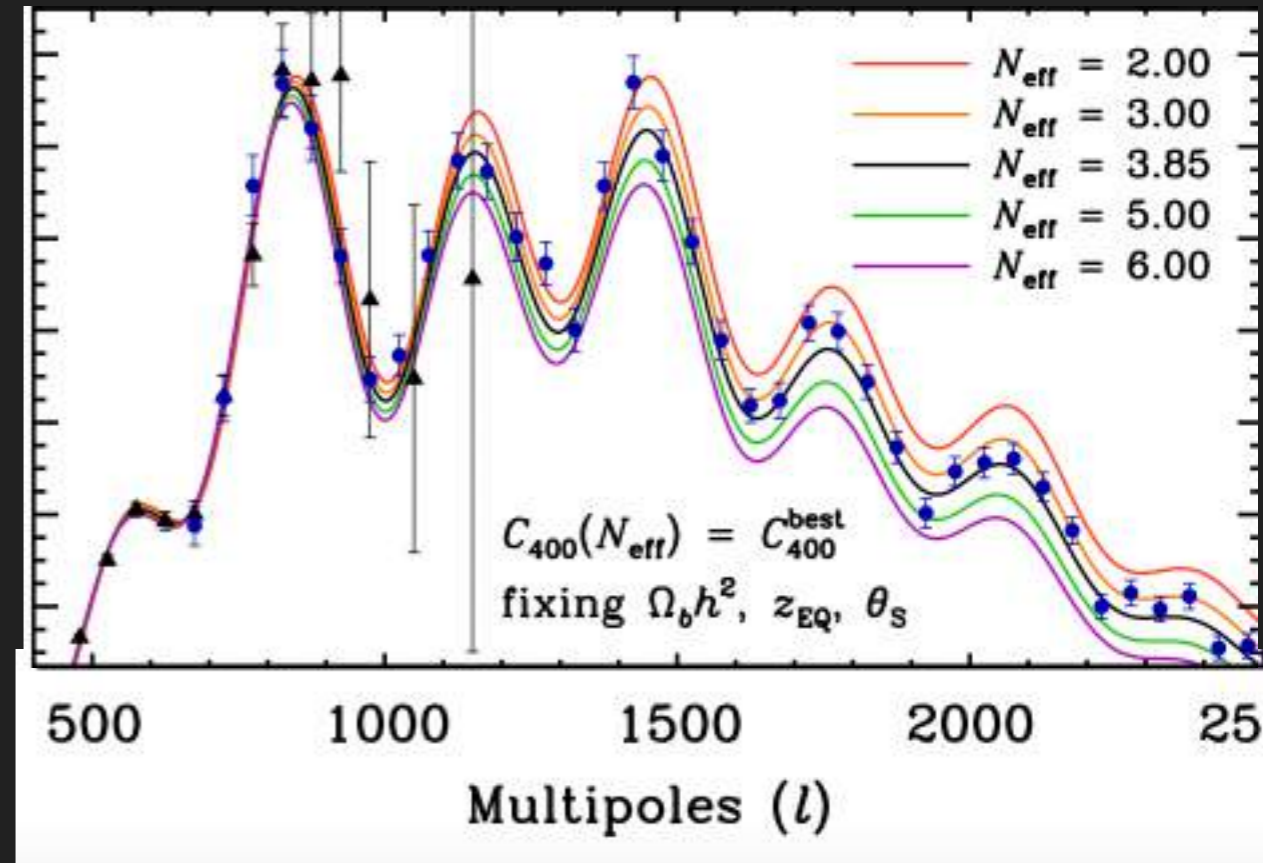 N_eff = 2.00
N_eff = 3.00
N_eff = 3.85
N_eff = 5.00
N_eff = 6.00
C_400(N_eff) = C_400^best
fixing Ω_b h², z_EQ, θ_S
500 1000 1500 2000 25
Multipoles (l)